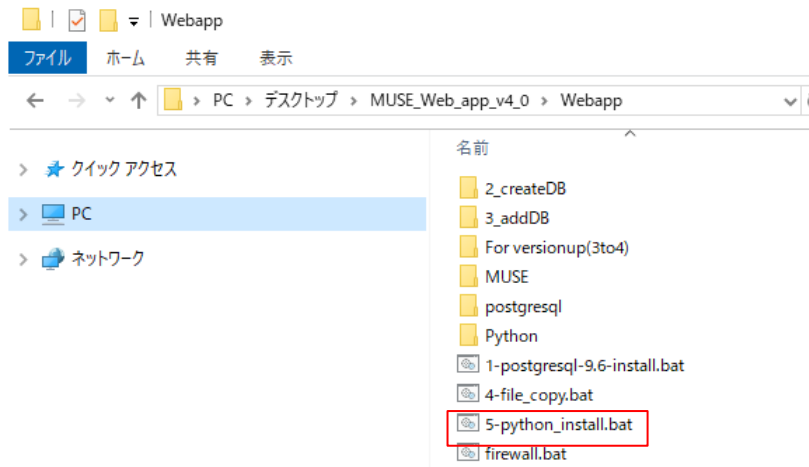 Webapp
ファイル ホーム 共有 表示
PC デスクトップ MUSE_Web_app_v4_0 Webapp
名前
クイック アクセス
PC
ネットワーク
2_createDB
3_addDB
For versionup(3to4)
MUSE
postgresql
Python
1-postgresql-9.6-install.bat
4-file_copy.bat
5-python_install.bat
firewall.bat